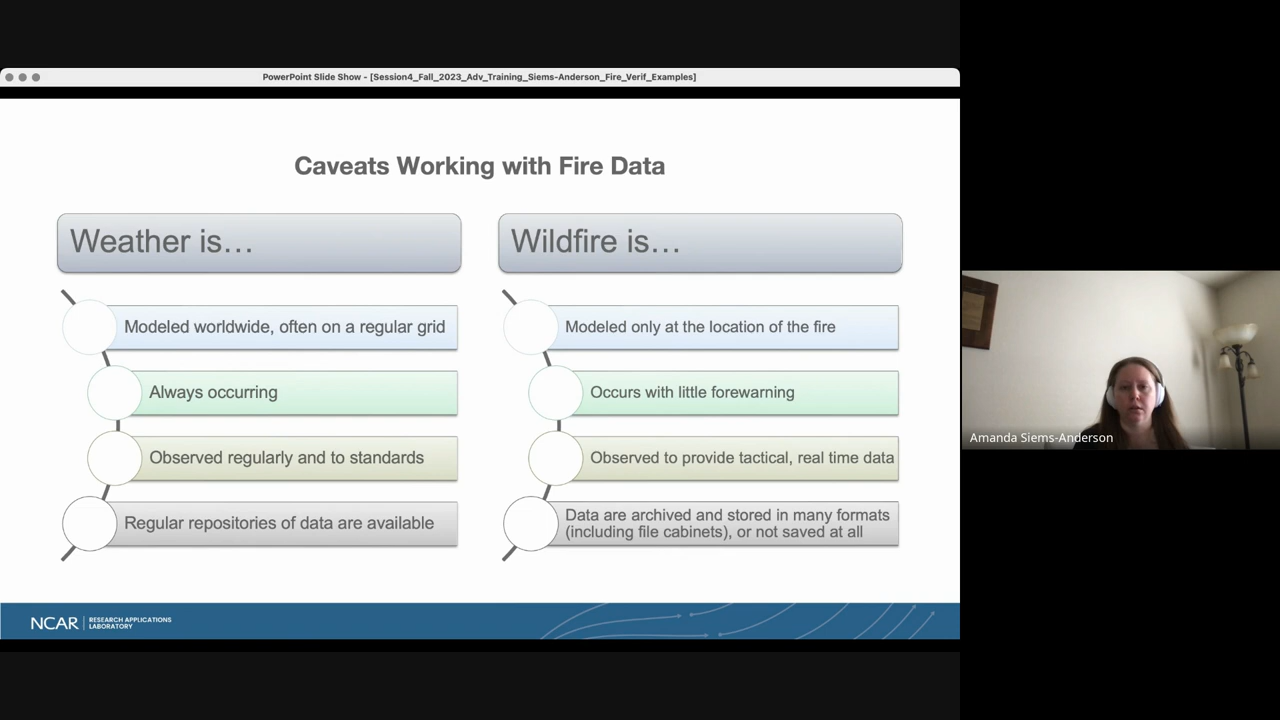 PowerPoint Slide Show - [Session4_Fall_2023_Adv_Training_Siems-Anderson_Fire_Verif_Examples]
Caveats Working with Fire Data
Weather is…
Modeled worldwide, often on a regular grid
Always occurring
Observed regularly and to standards
Regular repositories of data are available
Wildfire is…
Modeled only at the location of the fire
Occurs with little forewarning
Observed to provide tactical, real time data
Data are archived and stored in many formats
(including file cabinets), or not saved at all
NCAR
RESEARCH APPLICATIONS
LABORATORY
Amanda Siems-Anderson